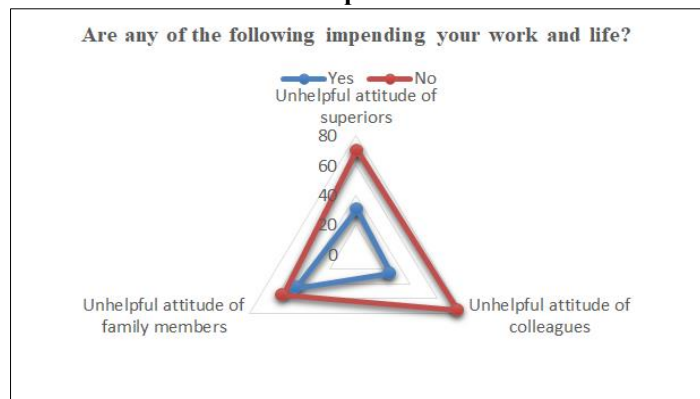 Are any of the following impending your work and life?
Yes No
Unhelpful attitude of
superiors
80
60
40
20
0
Unhelpful attitude of
family members
Unhelpful attitude of
colleagues